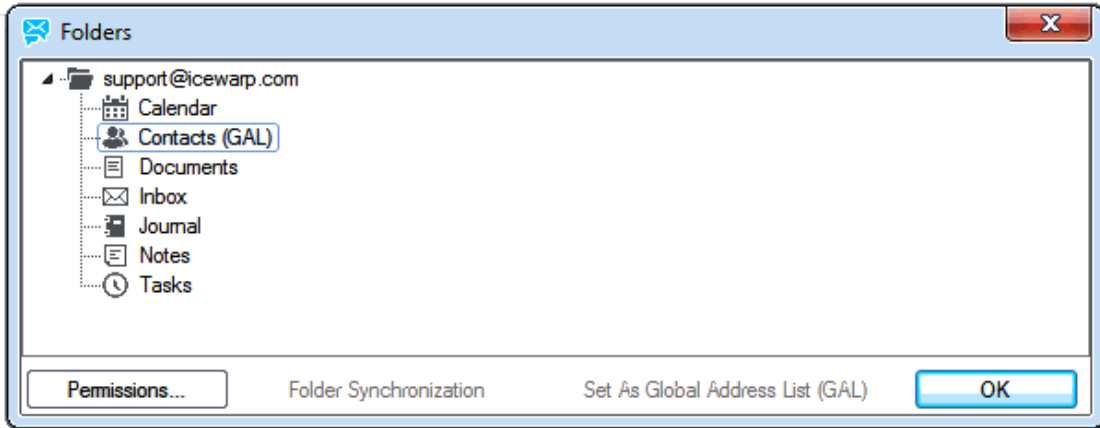 Folders
support@icewarp.com
Calendar
Contacts (GAL)
Documents
Inbox
Journal
Notes
Tasks
Permissions... Folder Synchronization Set As Global Address List (GAL) OK